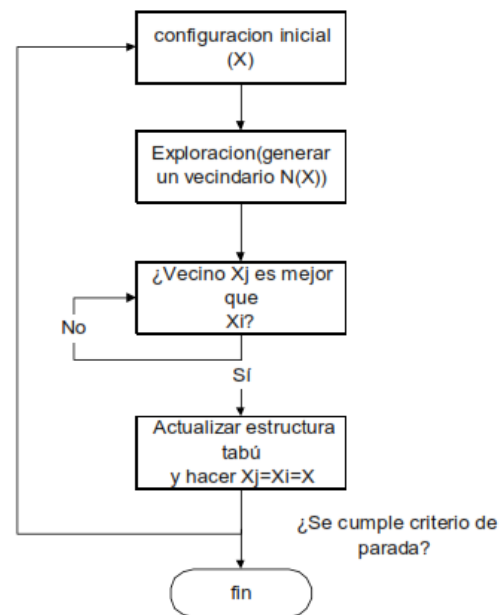 configuracion inicial
(X)
Exploracion(generar
un vecindario N(X))
¿Vecino Xj es mejor
que
Xi?
No
Sí
Actualizar estructura
tabú
y hacer Xj=Xi=X
¿Se cumple criterio de
parada?
fin